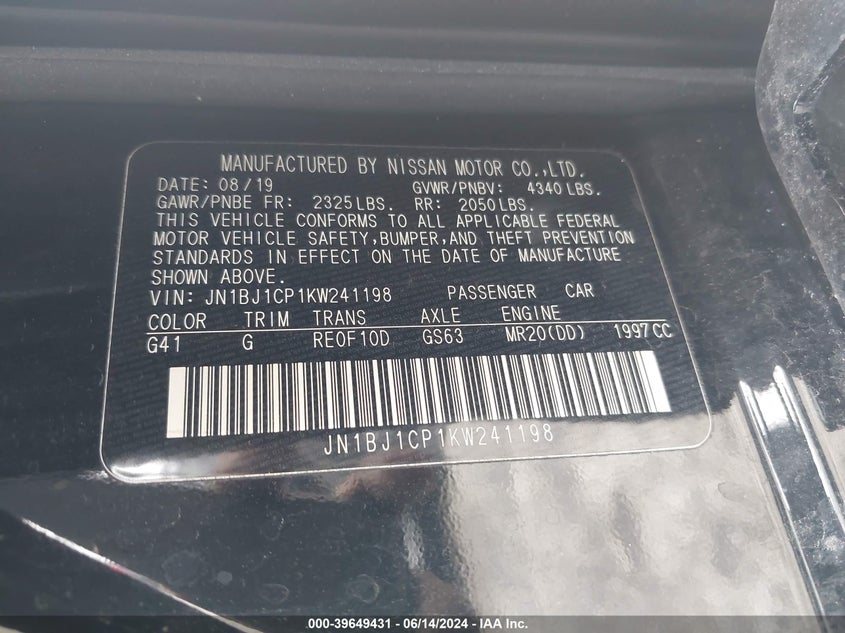 MANUFACTURED BY NISSAN MOTOR CO.,LTD.
DATE: 08/19 GVWR/PNBV: 4340 LBS.
GAWR/PNBE FR: 2325 LBS. RR: 2050 LBS.
THIS VEHICLE CONFORMS TO ALL APPLICABLE FEDERAL
MOTOR VEHICLE SAFETY,BUMPER,AND THEFT PREVENTION
STANDARDS IN EFFECT ON THE DATE OF MANUFACTURE
SHOWN ABOVE.
VIN: JN1BJ1CP1KW241198 PASSENGER CAR
COLOR TRIM TRANS AXLE ENGINE
G41 G RE0F10D GS63 MR20(DD) 1997CC
JN1BJ1CP1KW241198
000-39649431 - 06/14/2024 - IAA Inc.